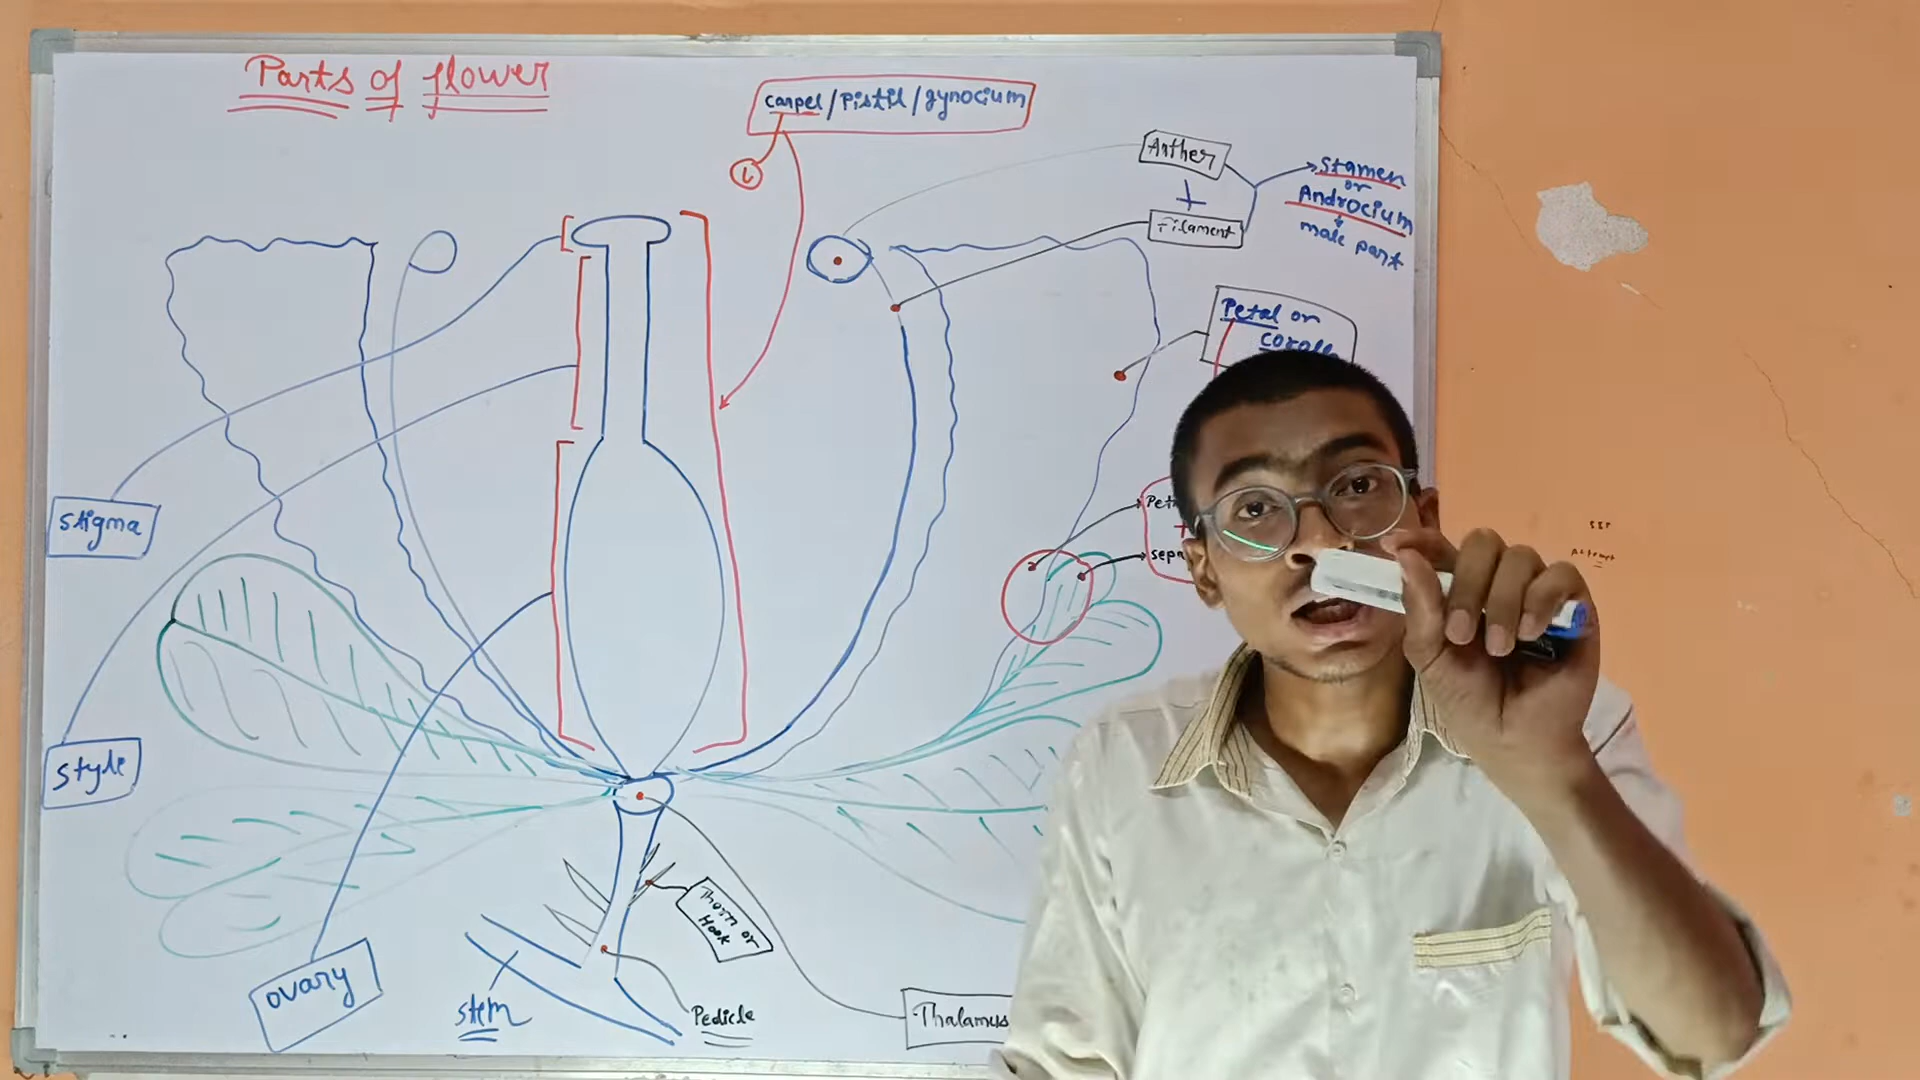 Parts of flower
Carpel/Pistil/gynocium
Anther
+
Filament
Stamen
or
Androcium
male part
Petal or
stigma
+
style
ovary
stem
Thorn or
Hook
Pedicle
Thalamus